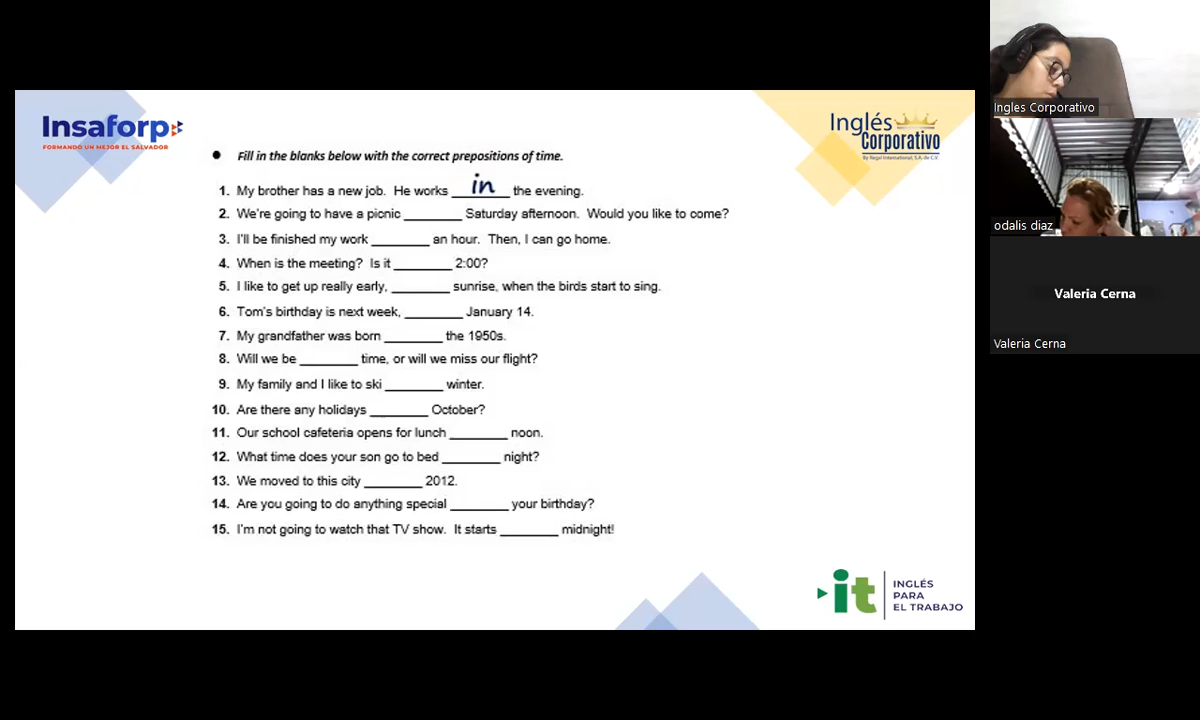 Insaforp
FORMANDO UN MEJOR EL SALVADOR
Inglés
Corporativo
By Regal International, S.A. de C.V.
● Fill in the blanks below with the correct prepositions of time.
1. My brother has a new job. He works ___in___ the evening.
2. We're going to have a picnic ________ Saturday afternoon. Would you like to come?
3. I'll be finished my work ________ an hour. Then, I can go home.
4. When is the meeting? Is it ________ 2:00?
5. I like to get up really early, ________ sunrise, when the birds start to sing.
6. Tom's birthday is next week, ________ January 14.
7. My grandfather was born ________ the 1950s.
8. Will we be ________ time, or will we miss our flight?
9. My family and I like to ski ________ winter.
10. Are there any holidays ________ October?
11. Our school cafeteria opens for lunch ________ noon.
12. What time does your son go to bed ________ night?
13. We moved to this city ________ 2012.
14. Are you going to do anything special ________ your birthday?
15. I'm not going to watch that TV show. It starts ________ midnight!
it
INGLÉS
PARA
EL TRABAJO
Ingles Corporativo
odalis diaz
Valeria Cerna
Valeria Cerna